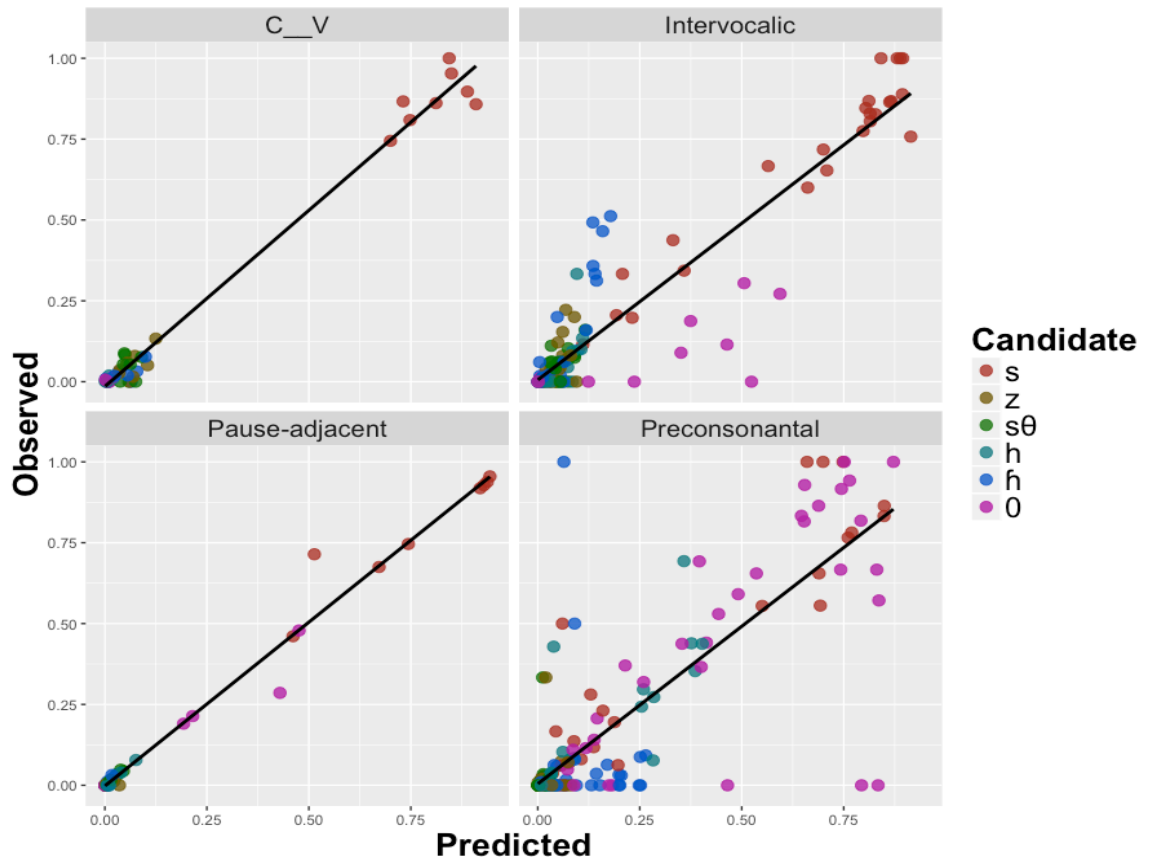 C__V
Intervocalic
1.00
0.75
0.50
0.25
0.00
Pause-adjacent
Preconsonantal
1.00
0.75
0.50
0.25
0.00
0.00 0.25 0.50 0.75
0.00 0.25 0.50 0.75
Observed
Predicted
Candidate
s
z
sθ
h
ɦ
0